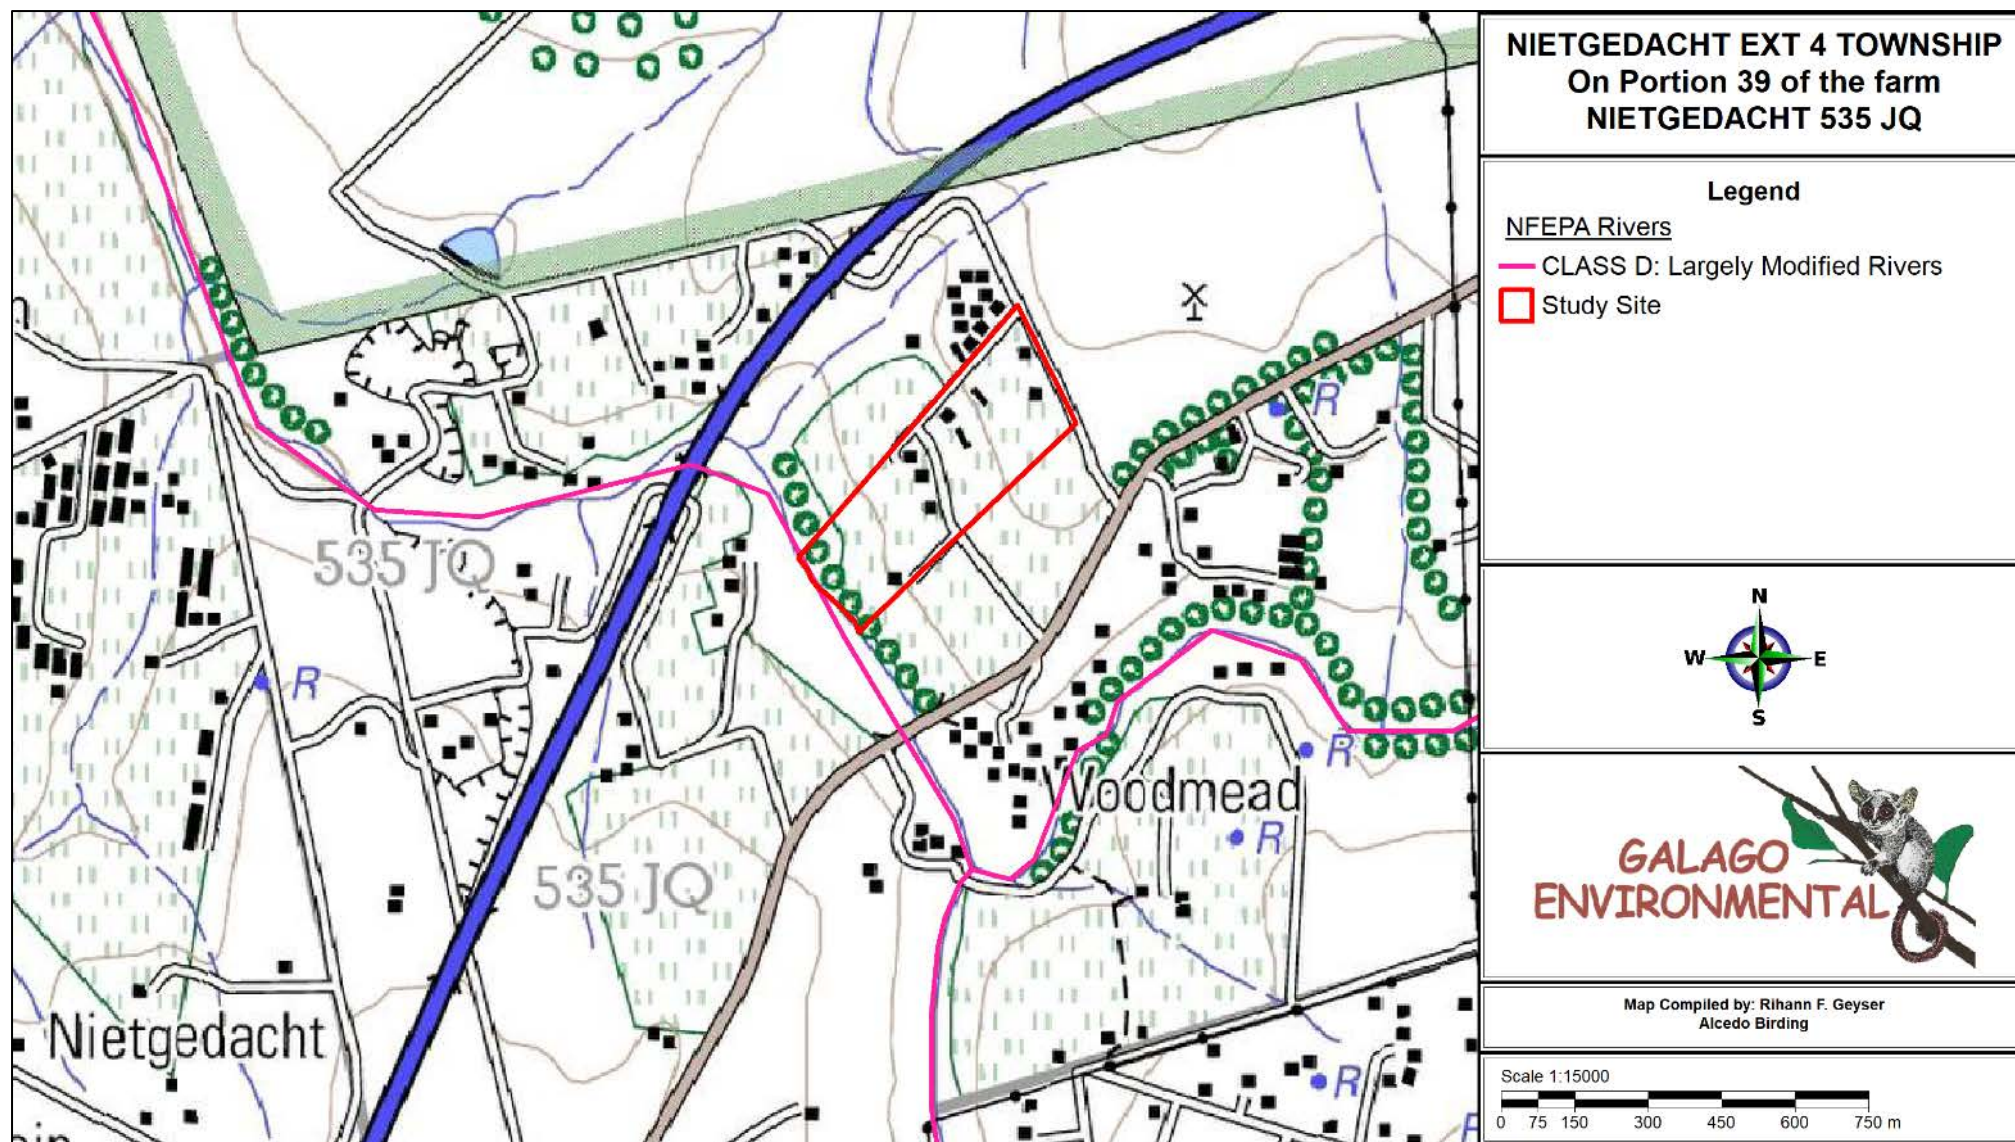 NIETGEDACHT EXT 4 TOWNSHIP
On Portion 39 of the farm
NIETGEDACHT 535 JQ
Legend
NFEPA Rivers
CLASS D: Largely Modified Rivers
Study Site
N
W E
S
GALAGO
ENVIRONMENTAL
Map Compiled by: Rihann F. Geyser
Alcedo Birding
Scale 1:15000
0 75 150 300 450 600 750 m
R
535 JQ
R
R
Woodmead
R
535 JQ
Nietgedacht
R